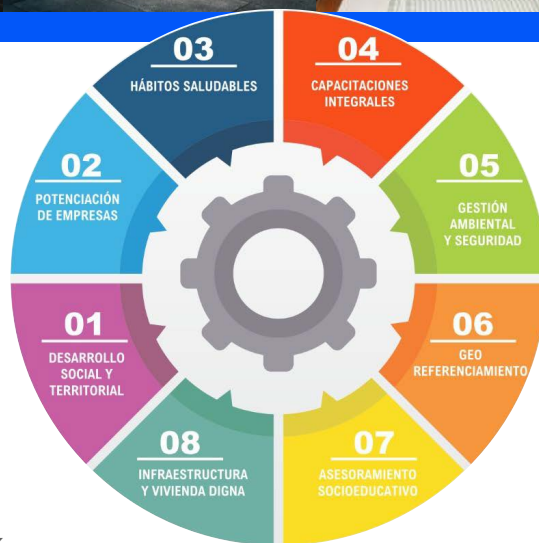 03
HÁBITOS SALUDABLES
04
CAPACITACIONES
INTEGRALES
02
POTENCIACIÓN
DE EMPRESAS
05
GESTIÓN
AMBIENTAL
Y SEGURIDAD
01
DESARROLLO
SOCIAL Y
TERRITORIAL
06
GEO
REFERENCIAMIENTO
08
INFRAESTRUCTURA
Y VIVIENDA DIGNA
07
ASESORAMIENTO
SOCIOEDUCATIVO